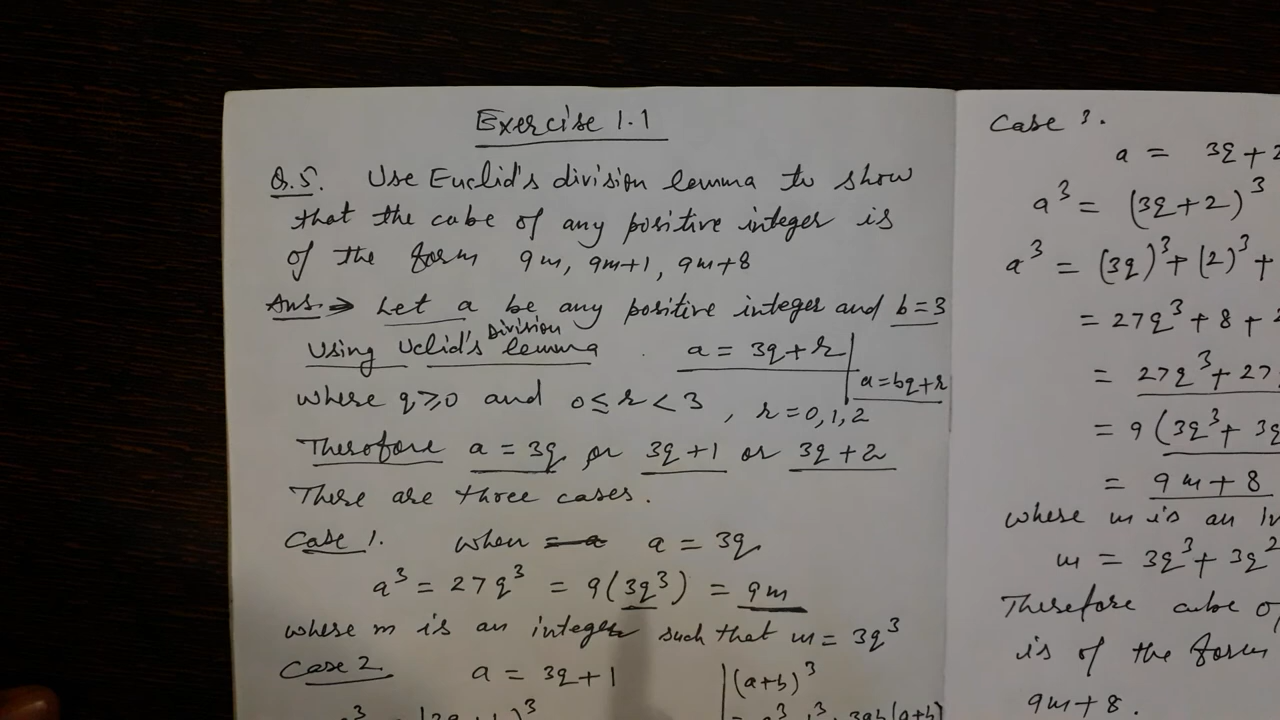 Exercise 1.1
Q.5. Use Euclid's division lemma to show
that the cube of any positive integer is
of the form 9m, 9m+1, 9m+8
Ans. ⇒ Let a be any positive integer and b=3
Using Uclid's Division lemma a = 3q+r
a=bq+r
where q≥0 and 0≤r<3 , r=0,1,2
Therefore a = 3q or 3q+1 or 3q+2
There are three cases.
Case 1. when a = 3q
a³ = 27q³ = 9(3q³) = 9m
where m is an integer such that m = 3q³
Case 2. a = 3q+1
(a+b)³
Case 3.
a = 3q+2
a³ = (3q+2)³
a³ = (3q)³+(2)³+
= 27q³+8+
= 27q³+27
= 9(3q³+3q
= 9m+8
where m is an in
m = 3q³+3q²
Therefore cube of
is of the form
9m+8.